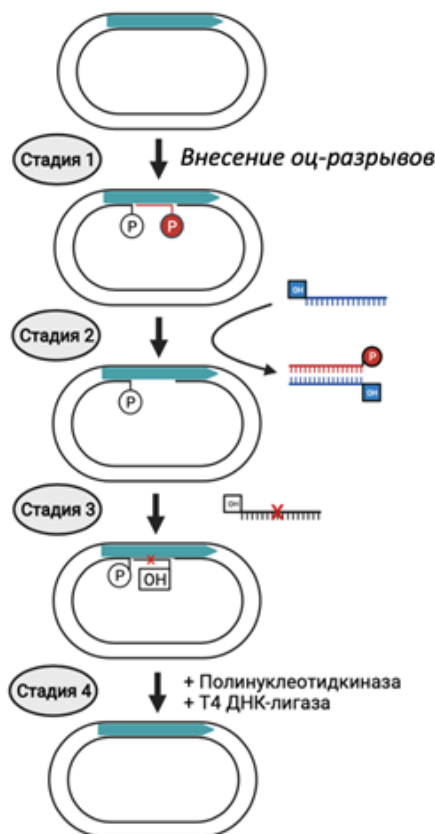 Стадия 1
Внесение оц-разрывов
P
P
OH
Стадия 2
P
OH
P
Стадия 3
OH
P
OH
Стадия 4
+ Полинуклеотидкиназа
+ Т4 ДНК-лигаза